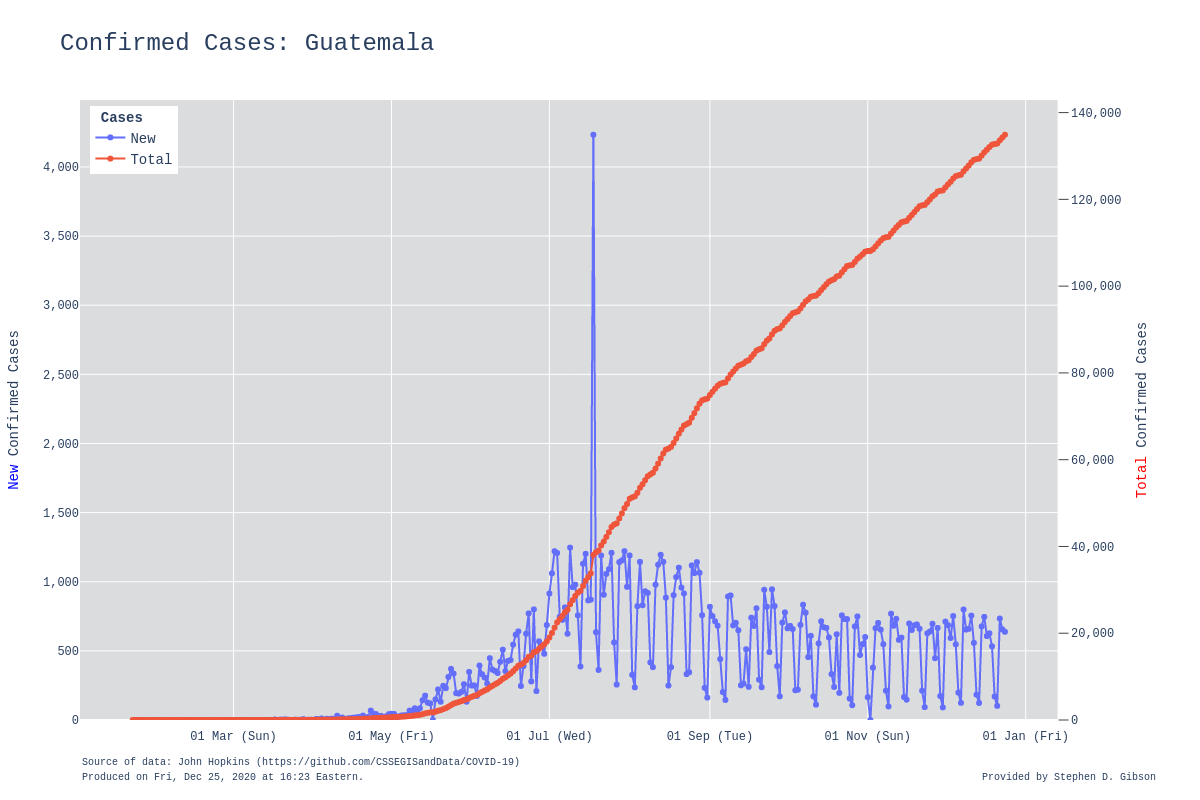 Confirmed Cases: Guatemala
Cases
New
Total
4,000
3,500
3,000
2,500
2,000
1,500
1,000
500
0
New Confirmed Cases
140,000
120,000
100,000
80,000
60,000
40,000
20,000
0
Total Confirmed Cases
01 Mar (Sun)
01 May (Fri)
01 Jul (Wed)
01 Sep (Tue)
01 Nov (Sun)
01 Jan (Fri)
Source of data: John Hopkins (https://github.com/CSSEGISandData/COVID-19)
Produced on Fri, Dec 25, 2020 at 16:23 Eastern.
Provided by Stephen D. Gibson